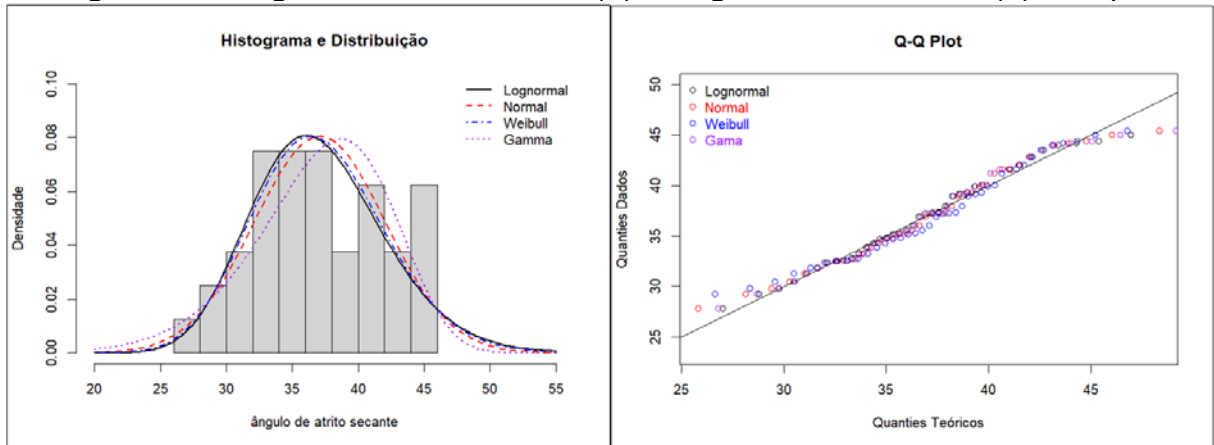 Histograma e Distribuição
Densidade
0.00 0.02 0.04 0.06 0.08 0.10
Lognormal
Normal
Weibull
Gamma
20 25 30 35 40 45 50 55
ângulo de atrito secante
Q-Q Plot
Quanties Dados
25 30 35 40 45 50
Lognormal
Normal
Weibull
Gama
25 30 35 40 45
Quanties Teóricos